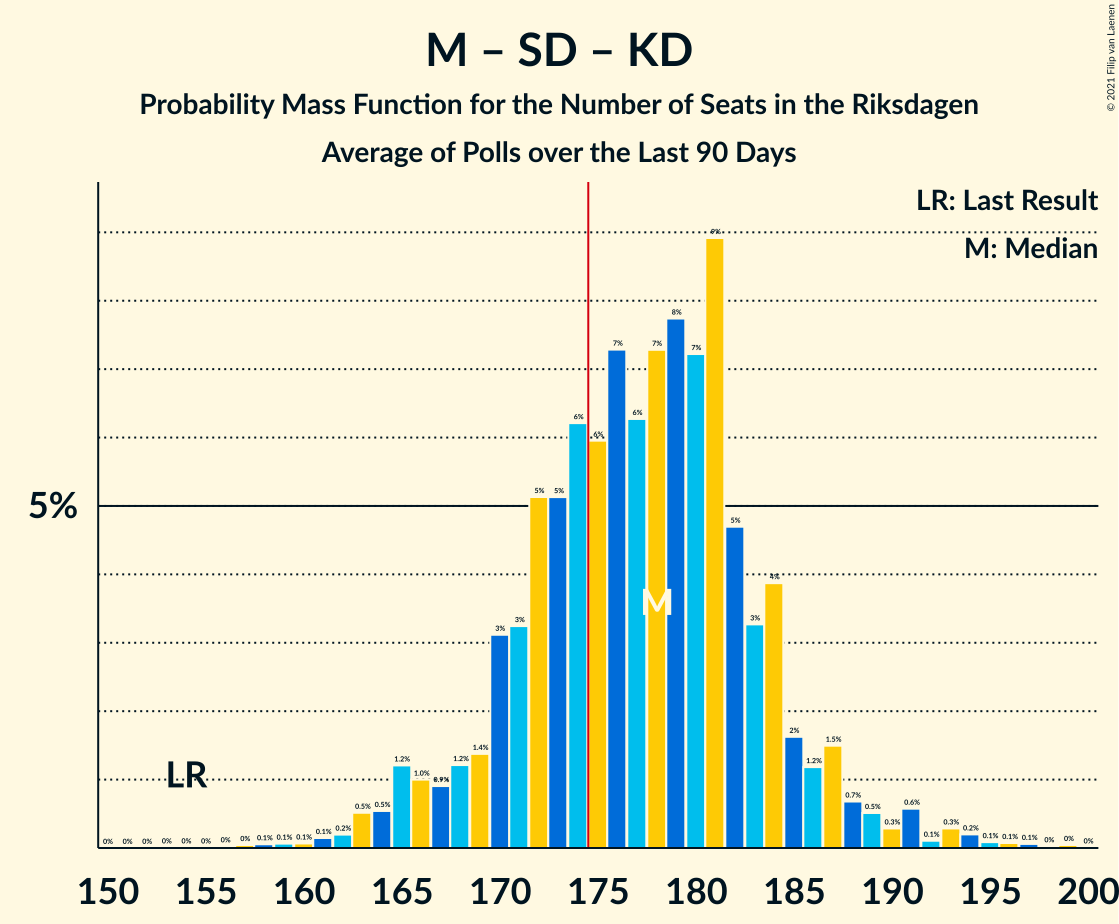 M – SD – KD
Probability Mass Function for the Number of Seats in the Riksdagen
Average of Polls over the Last 90 Days
© 2021 Filip van Laenen
LR: Last Result
M: Median
5%
LR
M
0% 0% 0% 0% 0% 0% 0% 0% 0.1% 0.1% 0.1% 0.1% 0.2% 0.5% 0.5% 1.2% 1.0% 0.9% 1.2% 1.4% 3% 3% 5% 5% 6% 6% 7% 6% 7% 8% 7% 9% 5% 3% 4% 2% 1.2% 1.5% 0.7% 0.5% 0.3% 0.6% 0.1% 0.3% 0.2% 0.1% 0.1% 0.1% 0% 0% 0%
150 155 160 165 170 175 180 185 190 195 200